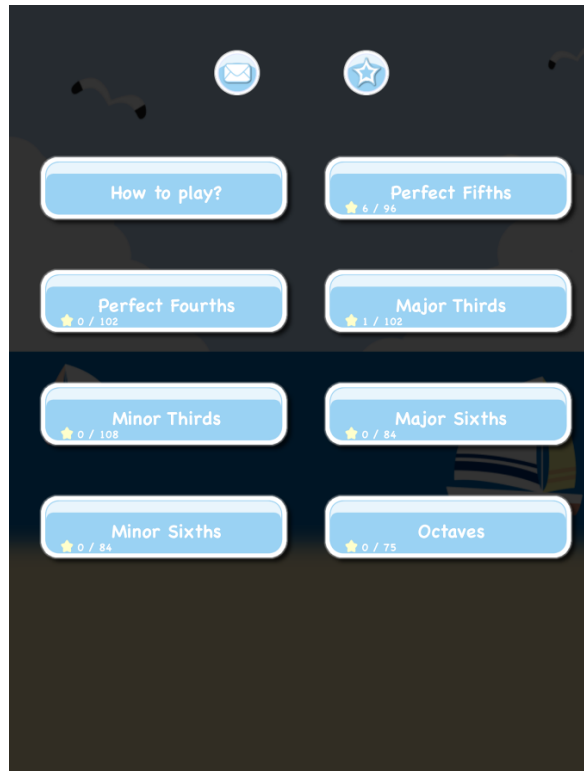 How to play?
Perfect Fifths
6 / 96
Perfect Fourths
0 / 102
Major Thirds
1 / 102
Minor Thirds
0 / 108
Major Sixths
0 / 84
Minor Sixths
0 / 84
Octaves
0 / 75